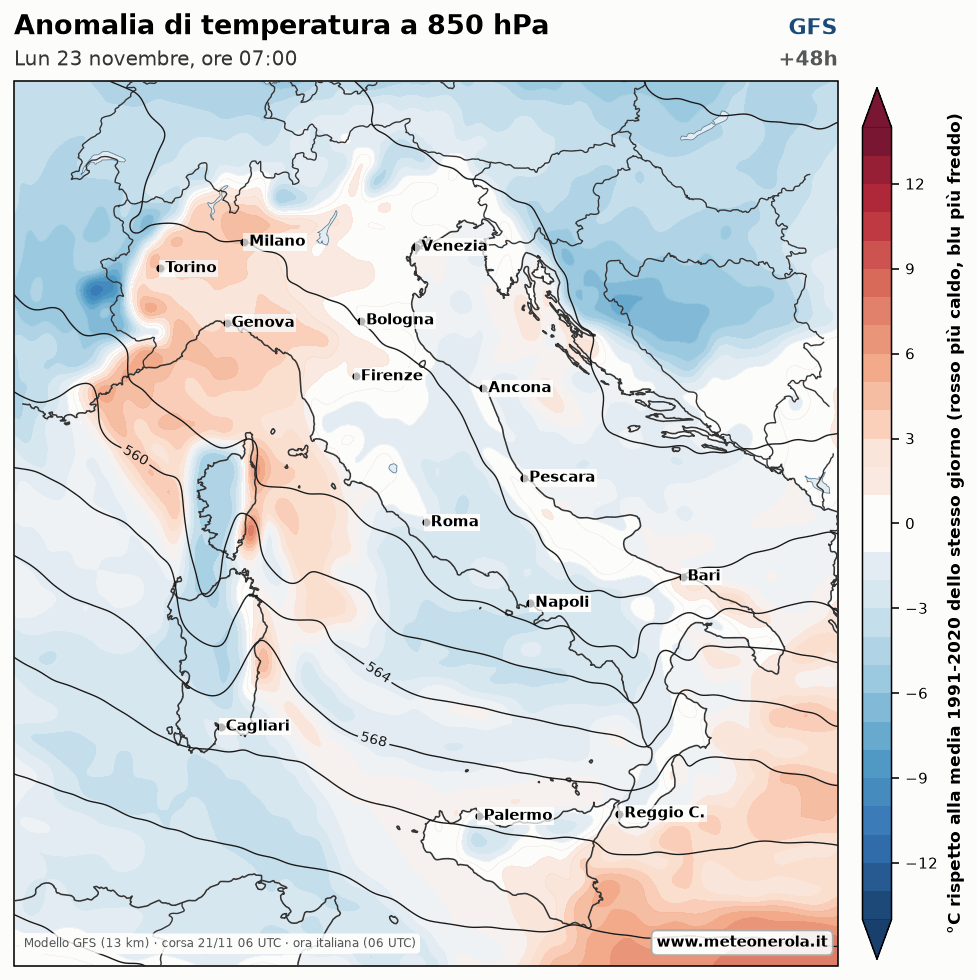 Anomalia di temperatura a 850 hPa
GFS
Lun 23 novembre, ore 07:00
+48h
Milano
Venezia
Torino
Genova
Bologna
Firenze
Ancona
560
Pescara
Roma
Bari
Napoli
564
Cagliari
568
Palermo
Reggio C.
Modello GFS (13 km) · corsa 21/11 06 UTC · ora italiana (06 UTC)
www.meteonerola.it
12
9
6
3
0
−3
−6
−9
−12
°C rispetto alla media 1991-2020 dello stesso giorno (rosso più caldo, blu più freddo)